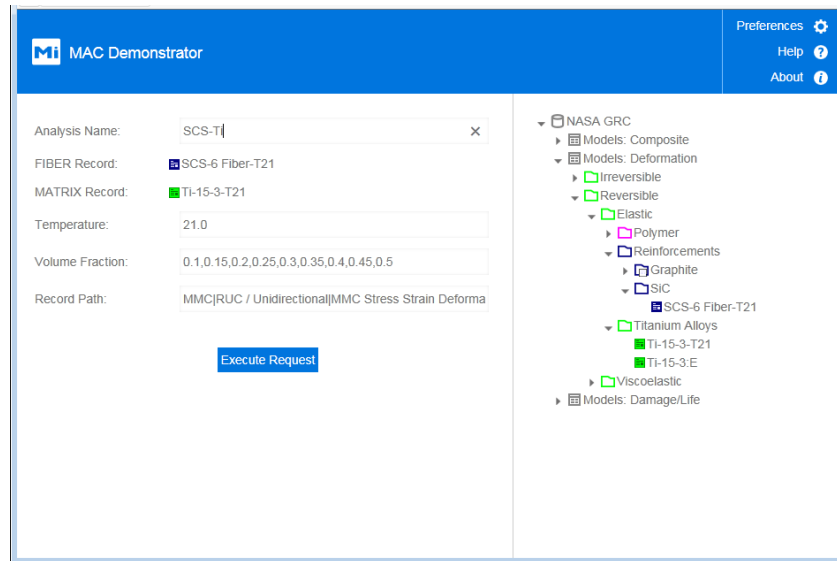 Preferences
Help
About
Mi MAC Demonstrator
Analysis Name: SCS-Ti
FIBER Record: SCS-6 Fiber-T21
MATRIX Record: Ti-15-3-T21
Temperature: 21.0
Volume Fraction: 0.1,0.15,0.2,0.25,0.3,0.35,0.4,0.45,0.5
Record Path: MMC|RUC / Unidirectional|MMC Stress Strain Deforma
Execute Request
NASA GRC
Models: Composite
Models: Deformation
Irreversible
Reversible
Elastic
Polymer
Reinforcements
Graphite
SiC
SCS-6 Fiber-T21
Titanium Alloys
Ti-15-3-T21
Ti-15-3:E
Viscoelastic
Models: Damage/Life